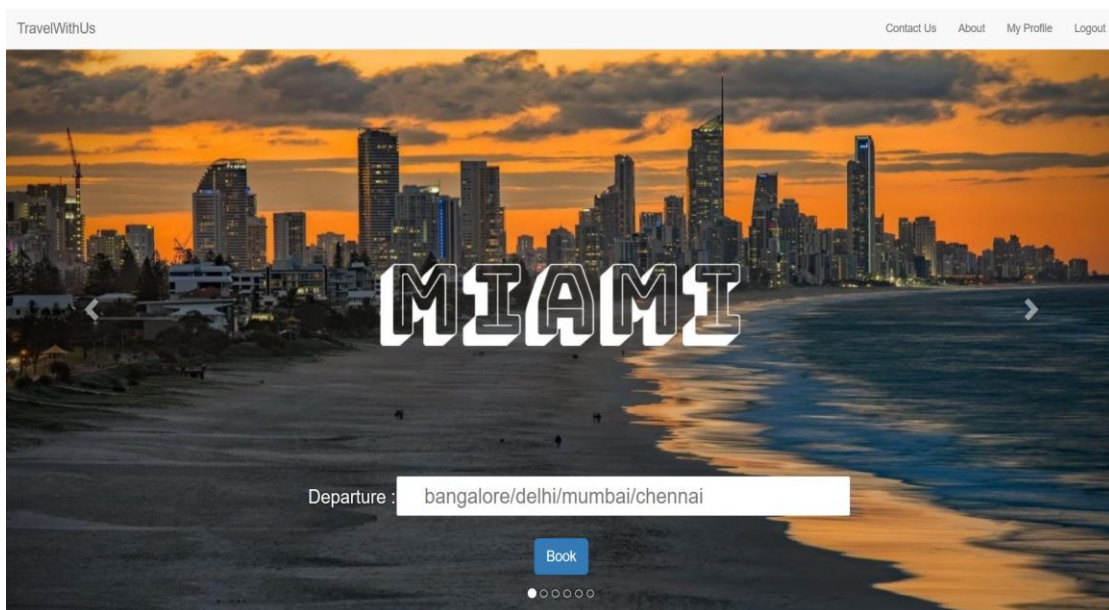 TravelWithUs Contact Us About My Profile Logout
MIAMI
Departure : bangalore/delhi/mumbai/chennai
Book